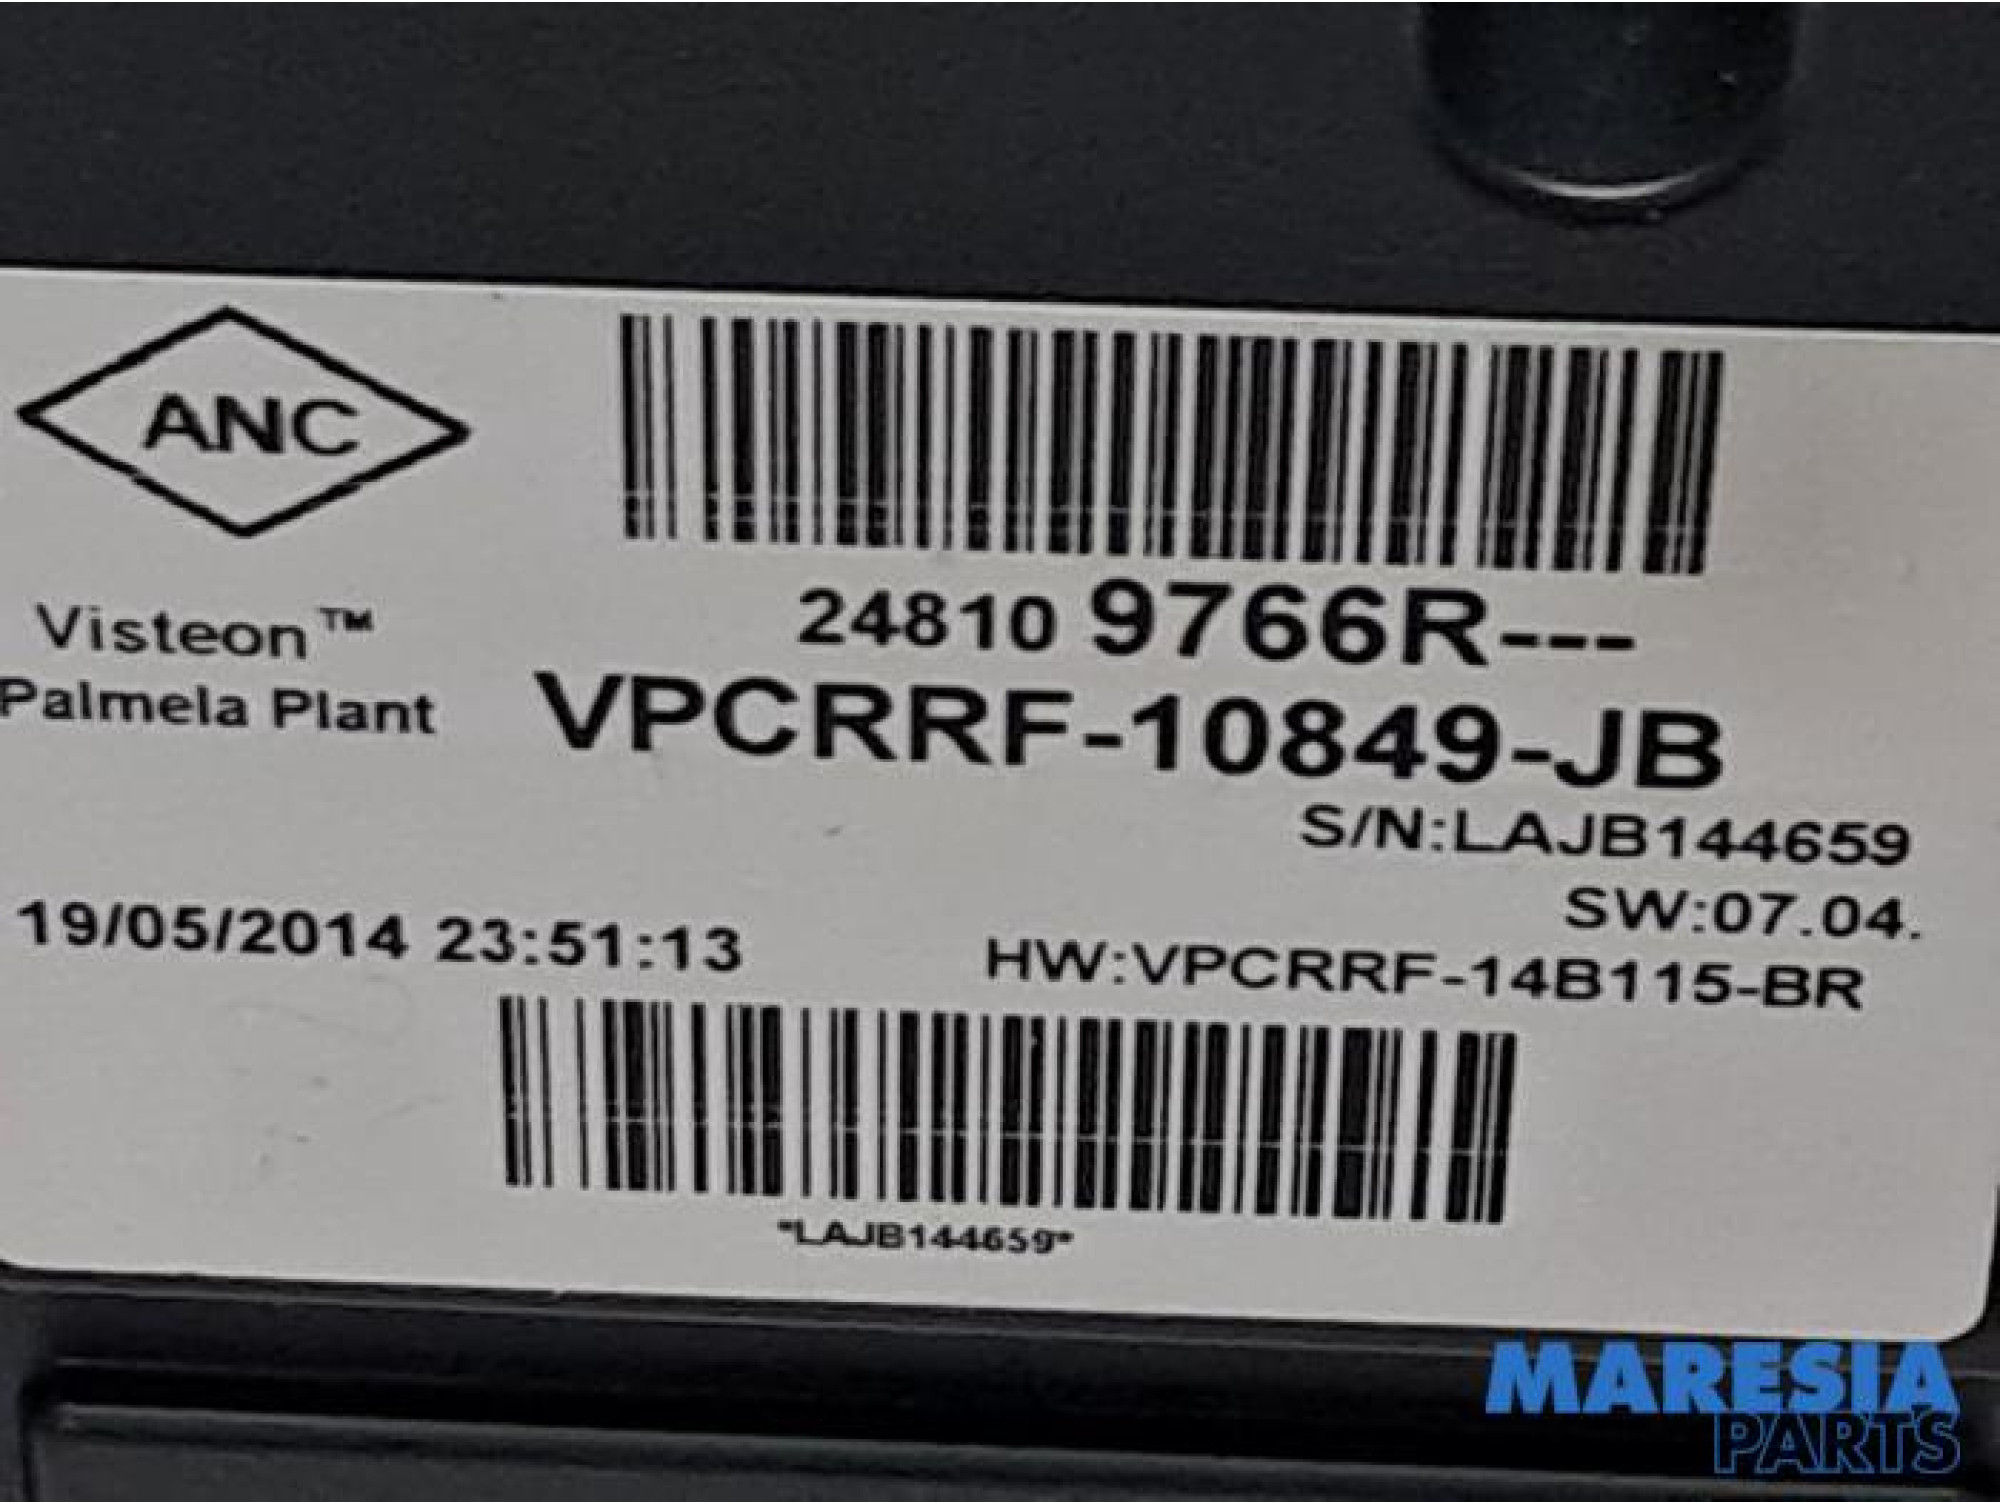 ANC
24810 9766R---
Visteon™
Palmela Plant
VPCRRF-10849-JB
S/N:LAJB144659
SW:07.04.
19/05/2014 23:51:13
HW:VPCRRF-14B115-BR
*LAJB144659*
MARESIA
PARTS